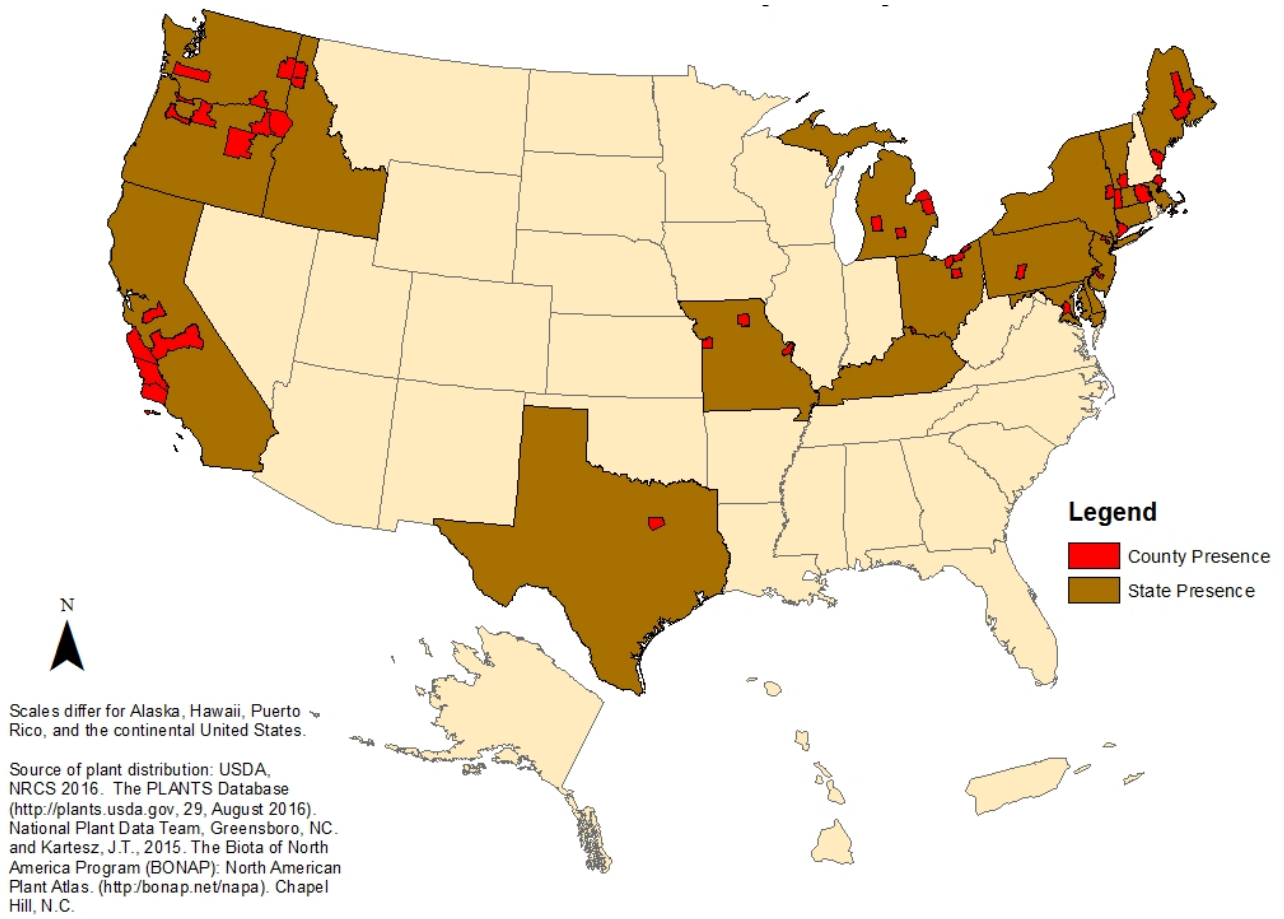 Legend
County Presence
State Presence
N
Scales differ for Alaska, Hawaii, Puerto
Rico, and the continental United States.
Source of plant distribution: USDA,
NRCS 2016.  The PLANTS Database
(http://plants.usda.gov, 29, August 2016).
National Plant Data Team, Greensboro, NC.
and Kartesz, J.T., 2015. The Biota of North
America Program (BONAP): North American
Plant Atlas. (http:/bonap.net/napa). Chapel
Hill, N.C.